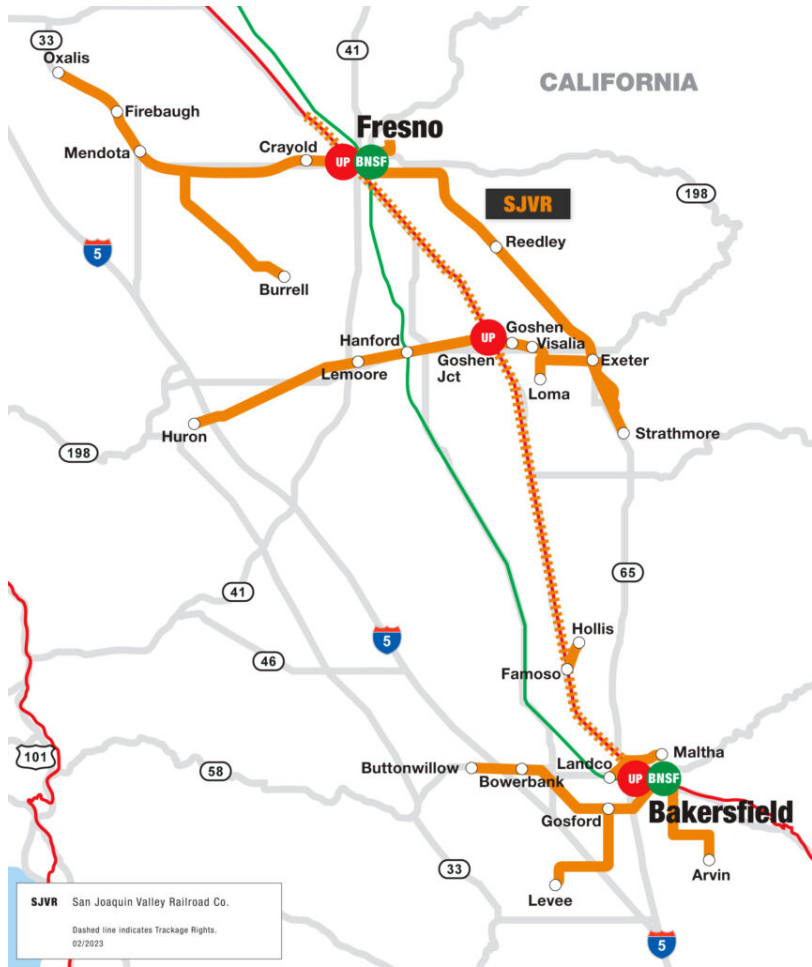 33
Oxalis
41
CALIFORNIA
Firebaugh
Fresno
Mendota
Crayold
UP
BNSF
198
SJVR
Reedley
5
Burrell
Hanford
UP
Goshen
Visalia
Lemoore
Goshen
Jct
Exeter
Loma
Huron
Strathmore
198
65
41
5
Hollis
46
Famoso
101
58
Maltha
Landco
Buttonwillow
Bowerbank
UP
BNSF
Gosford
Bakersfield
33
Arvin
Levee
SJVR San Joaquin Valley Railroad Co.
Dashed line indicates Trackage Rights.
02/2023
5